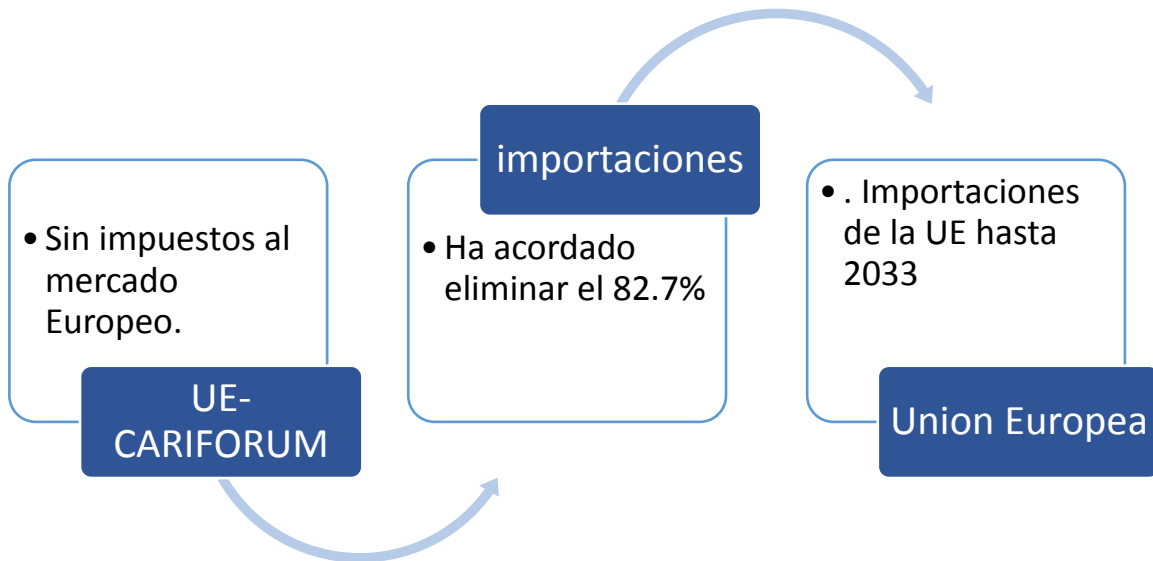 • Sin impuestos al
mercado
Europeo.
UE-
CARIFORUM
importaciones
• Ha acordado
eliminar el 82.7%
• . Importaciones
de la UE hasta
2033
Union Europea